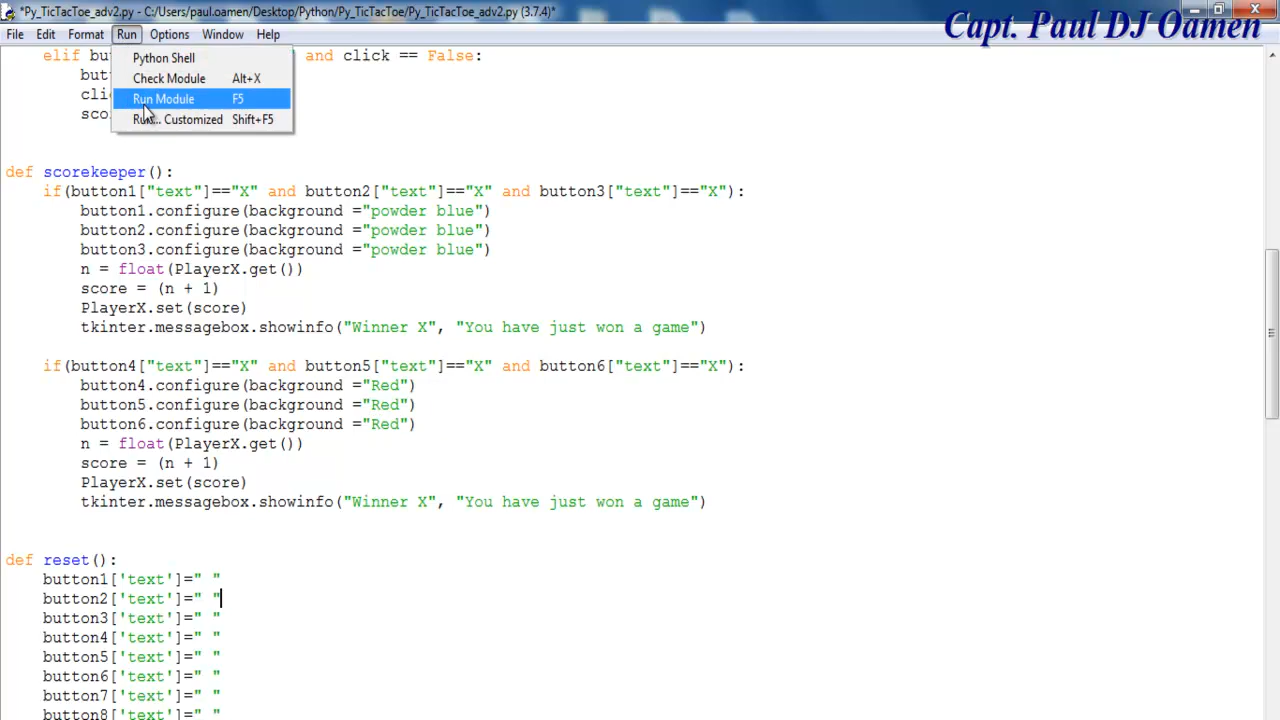 *Py_TicTacToe_adv2.py - C:/Users/paul.oamen/Desktop/Python/Py_TicTacToe/Py_TicTacToe_adv2.py (3.7.4)*
Capt. Paul DJ Oamen
File Edit Format Run Options Window Help
elif and click == False:
Python Shell
Check Module Alt+X
Run Module F5
Run... Customized Shift+F5
def scorekeeper():
if(button1["text"]=="X" and button2["text"]=="X" and button3["text"]=="X"):
button1.configure(background ="powder blue")
button2.configure(background ="powder blue")
button3.configure(background ="powder blue")
n = float(PlayerX.get())
score = (n + 1)
PlayerX.set(score)
tkinter.messagebox.showinfo("Winner X", "You have just won a game")
if(button4["text"]=="X" and button5["text"]=="X" and button6["text"]=="X"):
button4.configure(background ="Red")
button5.configure(background ="Red")
button6.configure(background ="Red")
n = float(PlayerX.get())
score = (n + 1)
PlayerX.set(score)
tkinter.messagebox.showinfo("Winner X", "You have just won a game")
def reset():
button1['text']=" "
button2['text']=" "
button3['text']=" "
button4['text']=" "
button5['text']=" "
button6['text']=" "
button7['text']=" "
button8['text']=" "